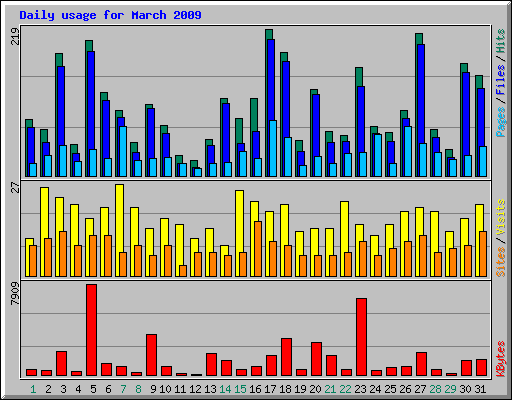 Daily usage for March 2009
219
Pages / Files / Hits
27
Sites / Visits
7909
KBytes
1 2 3 4 5 6 7 8 9 10 11 12 13 14 15 16 17 18 19 20 21 22 23 24 25 26 27 28 29 30 31